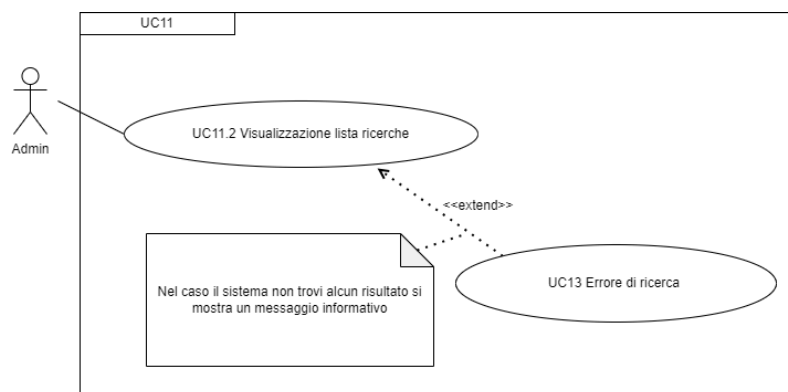 UC11
Admin
UC11.2 Visualizzazione lista ricerche
<<extend>>
Nel caso il sistema non trovi alcun risultato si
mostra un messaggio informativo
UC13 Errore di ricerca